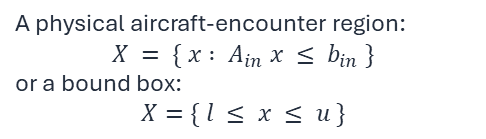 A physical aircraft-encounter region:
X = { x : A_in x ≤ b_in }
or a bound box:
X = { l ≤ x ≤ u }